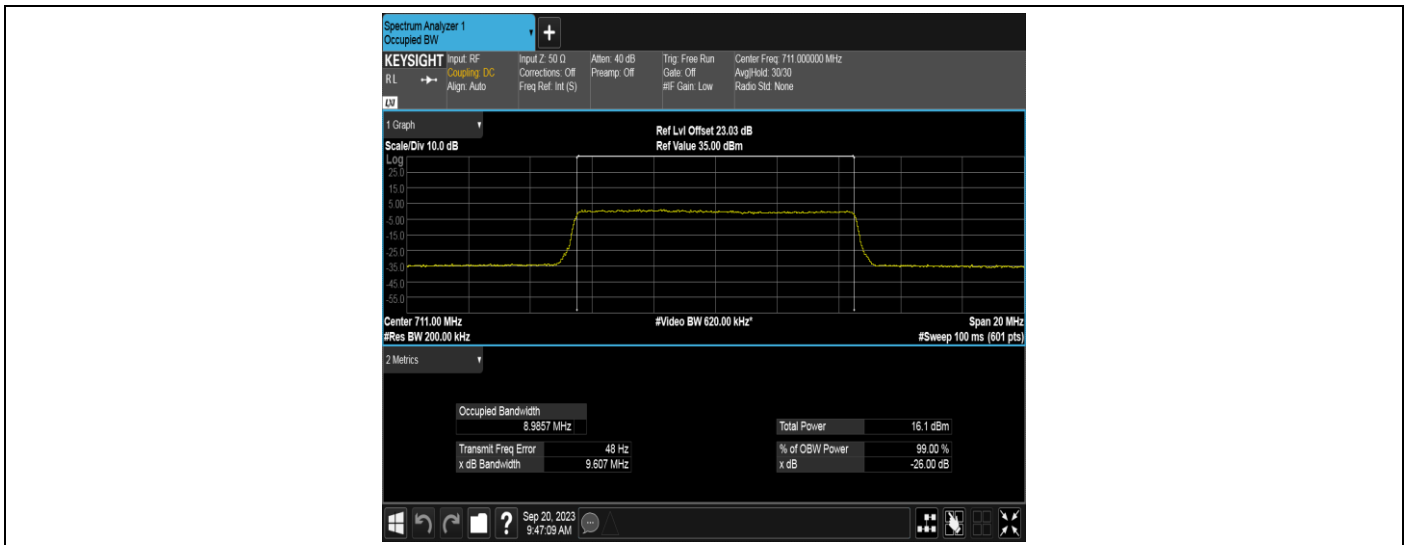 Spectrum Analyzer 1
Occupied BW
+
KEYSIGHT Input: RF Input Z: 50 Ω Atten: 40 dB Trig: Free Run Center Freq: 711.000000 MHz
RL Coupling: DC Corrections: Off Preamp: Off Gate: Off Avg|Hold: 30/30
Align: Auto Freq Ref: Int (S) #IF Gain: Low Radio Std: None
LXI
1 Graph Ref Lvl Offset 23.03 dB
Scale/Div 10.0 dB Ref Value 35.00 dBm
Log
25.0
15.0
5.00
-5.00
-15.0
-25.0
-35.0
-45.0
-55.0
Center 711.00 MHz #Video BW 620.00 kHz* Span 20 MHz
#Res BW 200.00 kHz #Sweep 100 ms (601 pts)
2 Metrics
Occupied Bandwidth
8.9857 MHz Total Power 16.1 dBm
Transmit Freq Error 48 Hz % of OBW Power 99.00 %
x dB Bandwidth 9.607 MHz x dB -26.00 dB
? Sep 20, 2023
9:47:09 AM